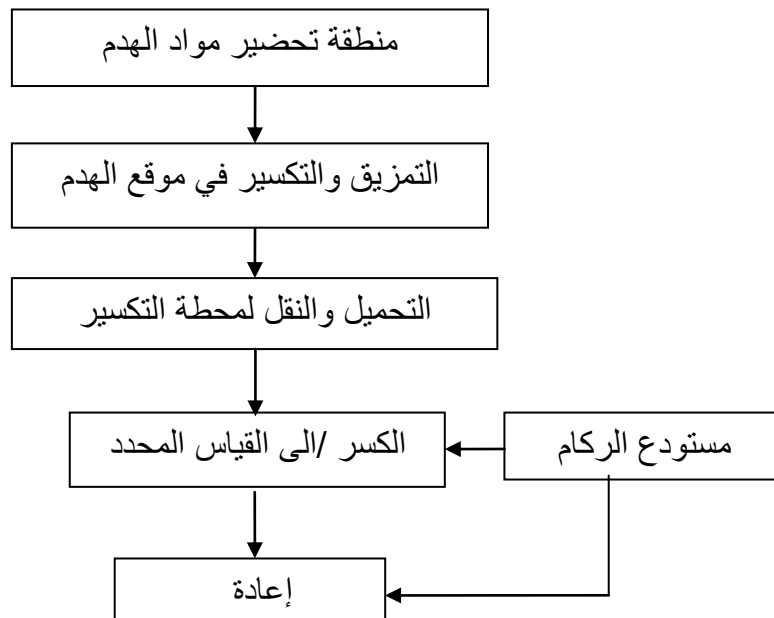 منطقة تحضير مواد الهدم
التمزيق والتكسير في موقع الهدم
التحميل والنقل لمحطة التكسير
الكسر /الى القياس المحدد
مستودع الركام
إعادة